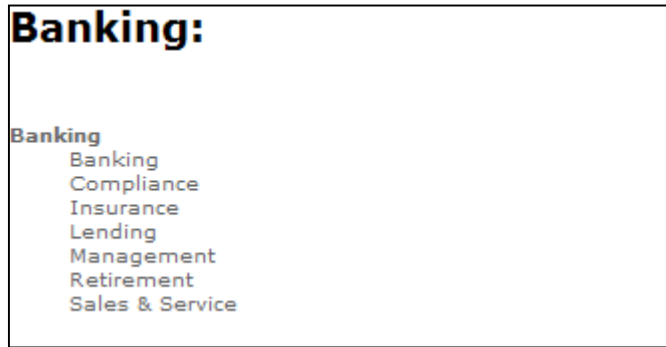 Banking:
Banking
Banking
Compliance
Insurance
Lending
Management
Retirement
Sales & Service